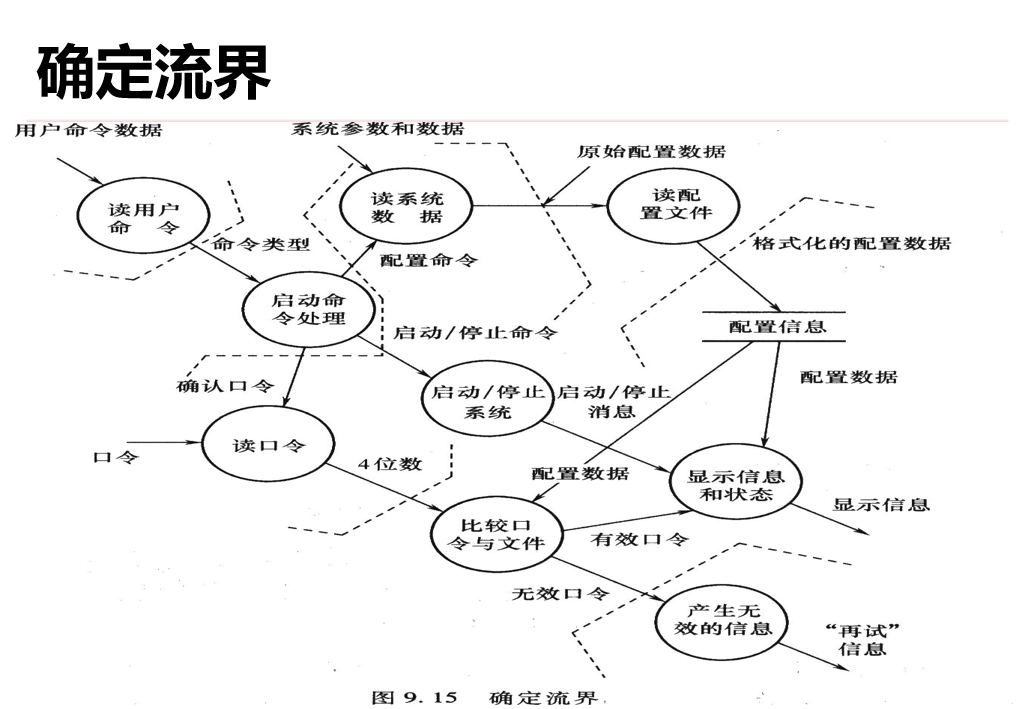 确定流界
用户命令数据
系统参数和数据
原始配置数据
读用户
命 令
读系统
数 据
读配
置文件
命令类型
配置命令
格式化的配置数据
启动命
令处理
启动/停止命令
配置信息
确认口令
启动/停止
系统
启动/停止
消息
配置数据
读口令
口令
4位数
配置数据
显示信息
和状态
显示信息
比较口
令与文件
有效口令
无效口令
产生无
效的信息
“再试”
信息
图 9.15 确定流界